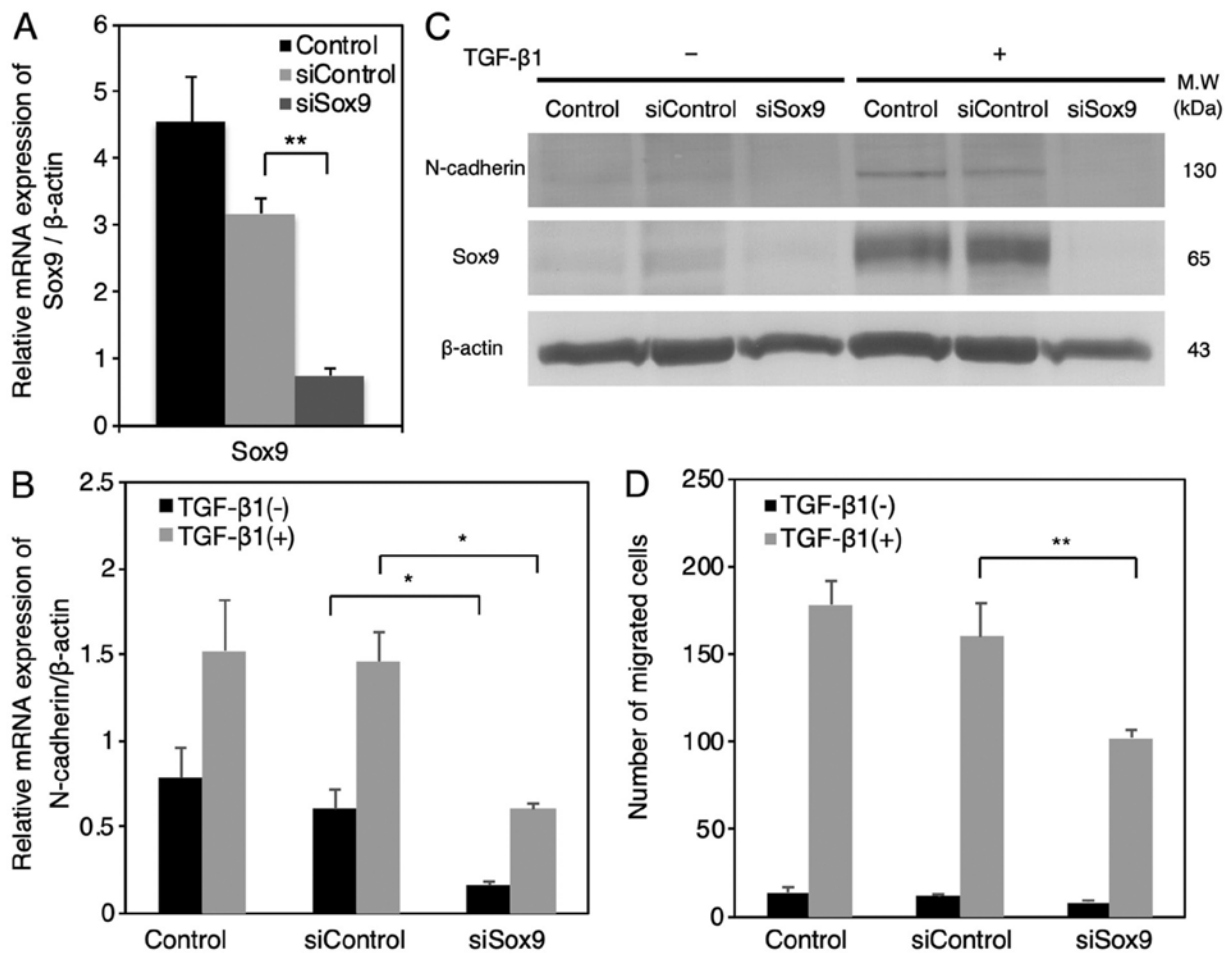 A
Relative mRNA expression of
Sox9 / β-actin
6
5
4
3
2
1
0
Control
siControl
siSox9
**
Sox9
C
TGF-β1 − +
M.W
(kDa)
Control siControl siSox9 Control siControl siSox9
N-cadherin 130
Sox9 65
β-actin 43
B
Relative mRNA expression of
N-cadherin/β-actin
2.5
2
1.5
1
0.5
0
TGF-β1(-)
TGF-β1(+)
*
*
Control siControl siSox9
D
Number of migrated cells
250
200
150
100
50
0
TGF-β1(-)
TGF-β1(+)
**
Control siControl siSox9